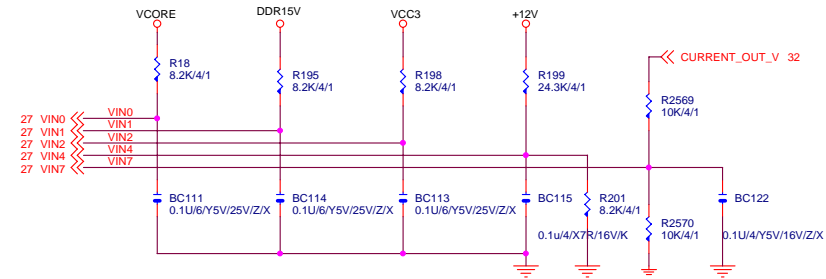 VCORE DDR15V VCC3 +12V
CURRENT_OUT_V 32
R18
8.2K/4/1
R195
8.2K/4/1
R198
8.2K/4/1
R199
24.3K/4/1
R2569
10K/4/1
27 VIN0 VIN0
27 VIN1 VIN1
27 VIN2 VIN2
27 VIN4 VIN4
27 VIN7 VIN7
BC111
0.1U/6/Y5V/25V/Z/X
BC114
0.1U/6/Y5V/25V/Z/X
BC113
0.1U/6/Y5V/25V/Z/X
BC115
0.1u/4/X7R/16V/K
R201
8.2K/4/1
R2570
10K/4/1
BC122
0.1U/4/Y5V/16V/Z/X